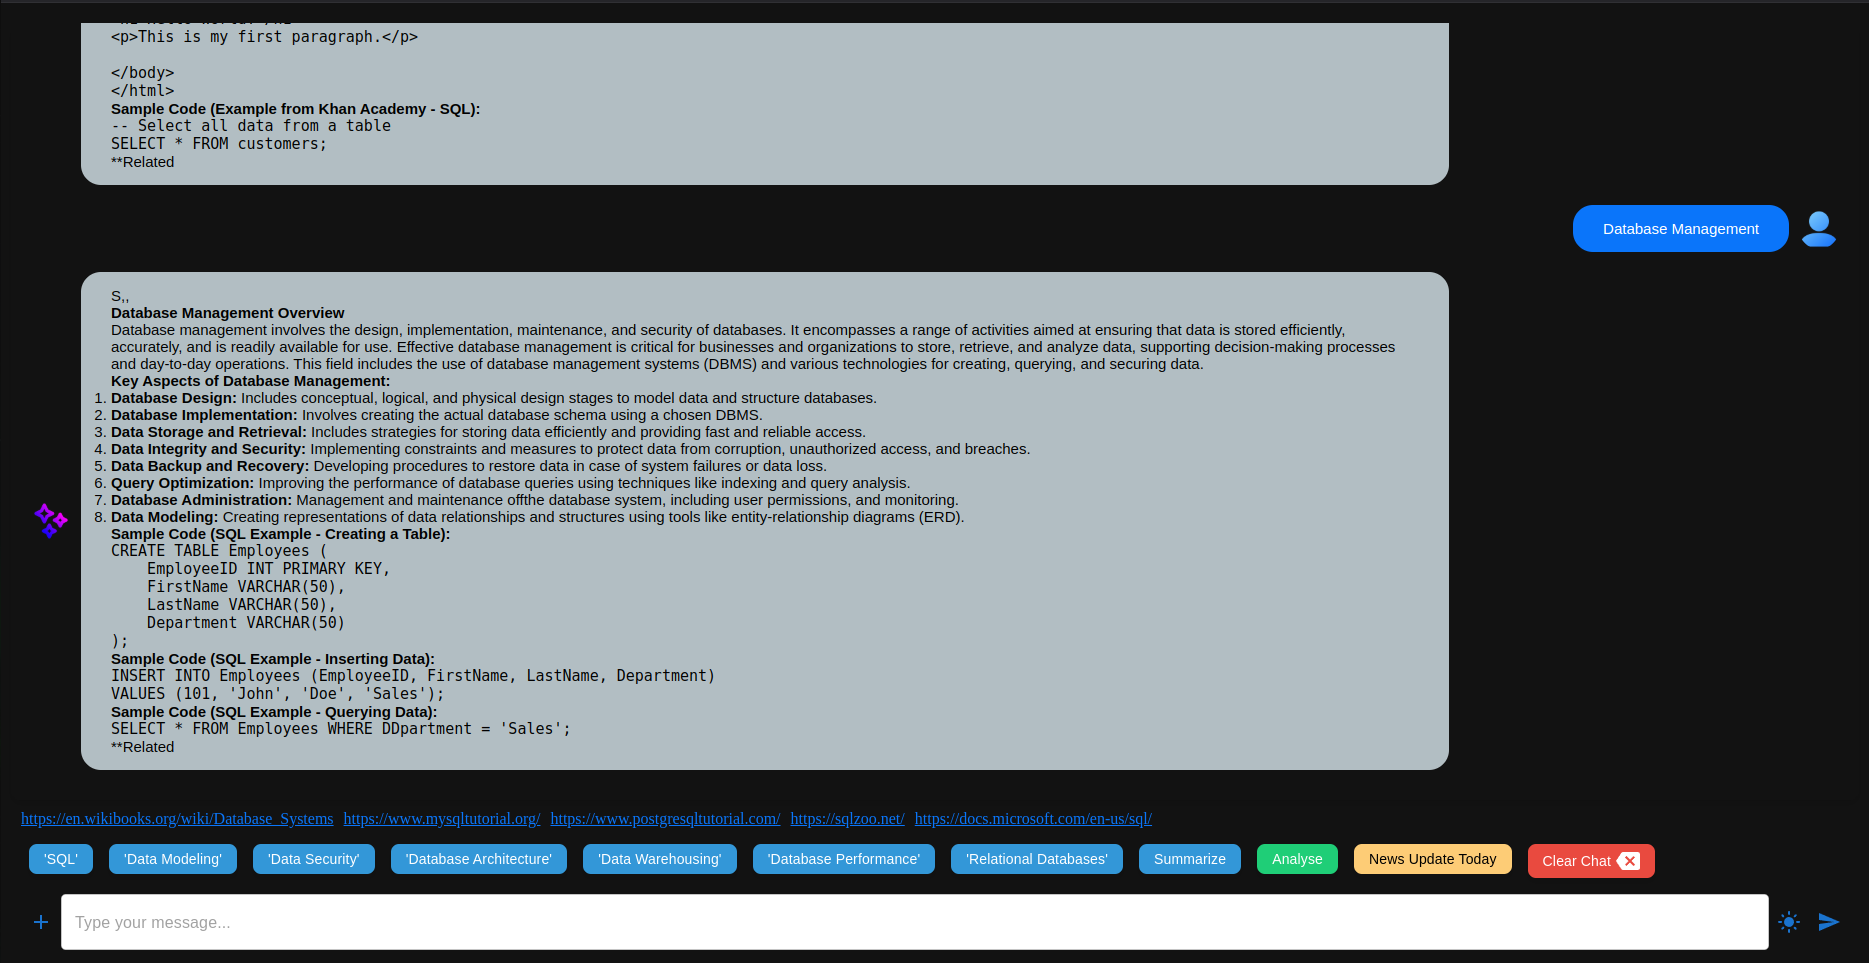 <p>This is my first paragraph.</p>
</body>
</html>
Sample Code (Example from Khan Academy - SQL):
-- Select all data from a table
SELECT * FROM customers;
**Related
Database Management
S,,
Database Management Overview
Database management involves the design, implementation, maintenance, and security of databases. It encompasses a range of activities aimed at ensuring that data is stored efficiently,
accurately, and is readily available for use. Effective database management is critical for businesses and organizations to store, retrieve, and analyze data, supporting decision-making processes
and day-to-day operations. This field includes the use of database management systems (DBMS) and various technologies for creating, querying, and securing data.
Key Aspects of Database Management:
1. Database Design: Includes conceptual, logical, and physical design stages to model data and structure databases.
2. Database Implementation: Involves creating the actual database schema using a chosen DBMS.
3. Data Storage and Retrieval: Includes strategies for storing data efficiently and providing fast and reliable access.
4. Data Integrity and Security: Implementing constraints and measures to protect data from corruption, unauthorized access, and breaches.
5. Data Backup and Recovery: Developing procedures to restore data in case of system failures or data loss.
6. Query Optimization: Improving the performance of database queries using techniques like indexing and query analysis.
7. Database Administration: Management and maintenance offthe database system, including user permissions, and monitoring.
8. Data Modeling: Creating representations of data relationships and structures using tools like entity-relationship diagrams (ERD).
Sample Code (SQL Example - Creating a Table):
CREATE TABLE Employees (
    EmployeeID INT PRIMARY KEY,
    FirstName VARCHAR(50),
    LastName VARCHAR(50),
    Department VARCHAR(50)
);
Sample Code (SQL Example - Inserting Data):
INSERT INTO Employees (EmployeeID, FirstName, LastName, Department)
VALUES (101, 'John', 'Doe', 'Sales');
Sample Code (SQL Example - Querying Data):
SELECT * FROM Employees WHERE DDpartment = 'Sales';
**Related
https://en.wikibooks.org/wiki/Database_Systems https://www.mysqltutorial.org/ https://www.postgresqltutorial.com/ https://sqlzoo.net/ https://docs.microsoft.com/en-us/sql/
'SQL' 'Data Modeling' 'Data Security' 'Database Architecture' 'Data Warehousing' 'Database Performance' 'Relational Databases' Summarize Analyse News Update Today Clear Chat
Type your message...